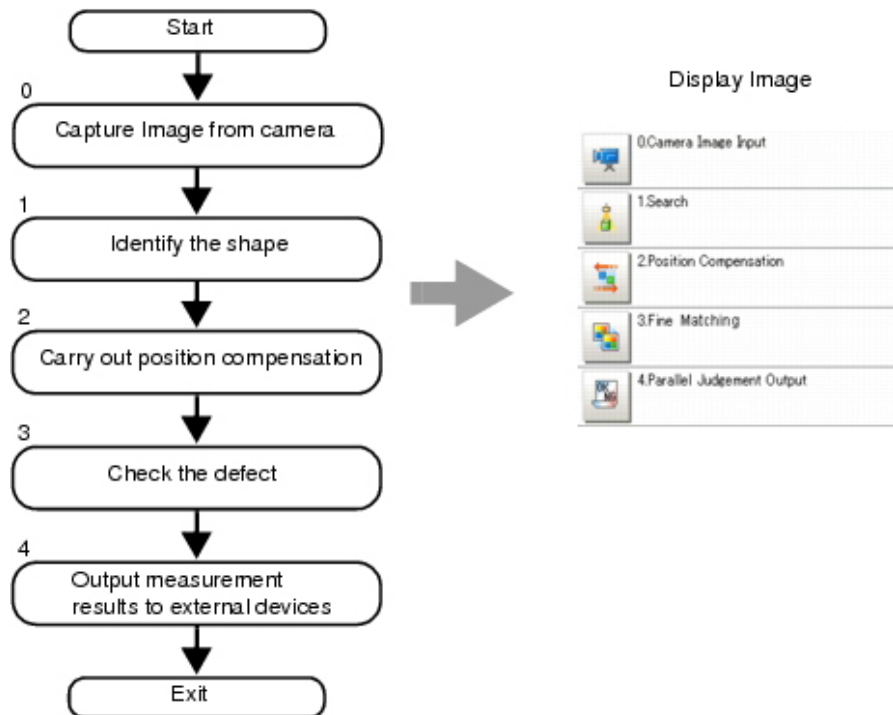 Start
0
Capture Image from camera
1
Identify the shape
2
Carry out position compensation
3
Check the defect
4
Output measurement
results to external devices
Exit
Display Image
0.Camera Image Input
1.Search
2.Position Compensation
3.Fine Matching
4.Parallel Judgement Output
OK
NG